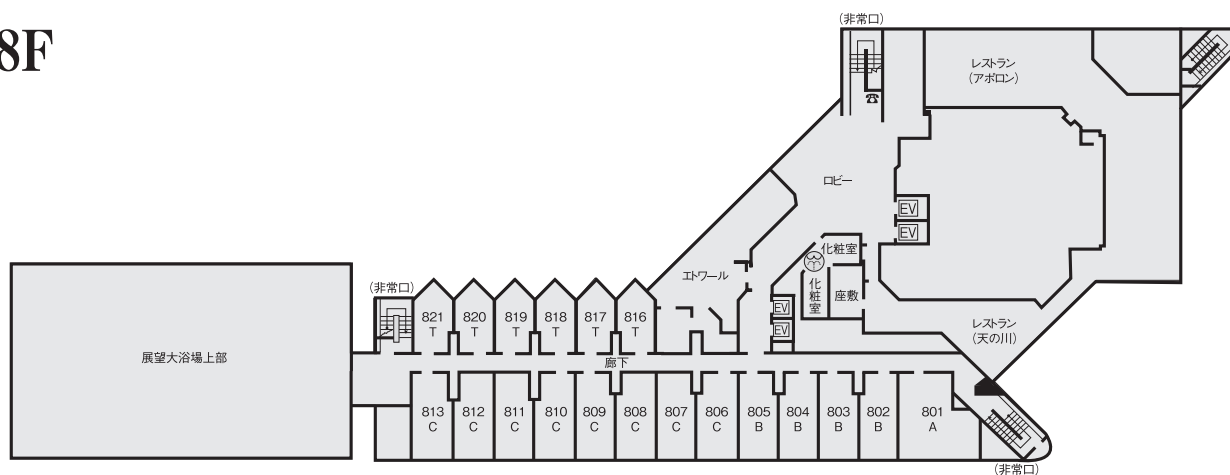 8F
(非常口)
レストラン
(アポロン)
ロビー
EV
EV
化粧室
化粧室
座敷
エトワール
EV
EV
レストラン
(天の川)
(非常口)
821
T
820
T
819
T
818
T
817
T
816
T
展望大浴場上部
廊下
813
C
812
C
811
C
810
C
809
C
808
C
807
C
806
C
805
B
804
B
803
B
802
B
801
A
(非常口)